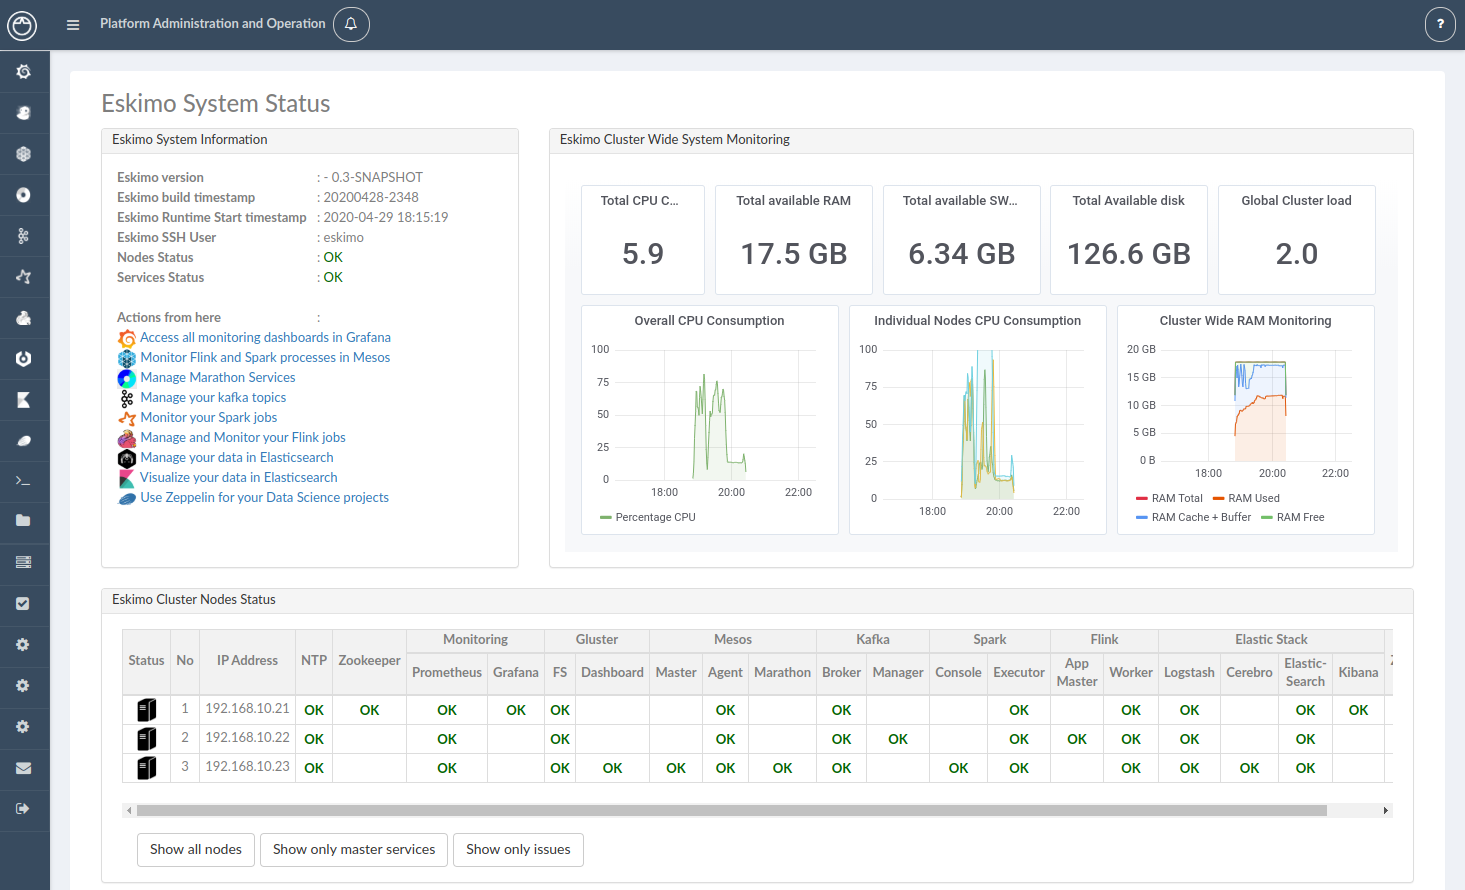 Platform Administration and Operation
?
Eskimo System Status
Eskimo System Information
Eskimo version : - 0.3-SNAPSHOT
Eskimo build timestamp : 20200428-2348
Eskimo Runtime Start timestamp : 2020-04-29 18:15:19
Eskimo SSH User : eskimo
Nodes Status : OK
Services Status : OK
Actions from here :
Access all monitoring dashboards in Grafana
Monitor Flink and Spark processes in Mesos
Manage Marathon Services
Manage your kafka topics
Monitor your Spark jobs
Manage and Monitor your Flink jobs
Manage your data in Elasticsearch
Visualize your data in Elasticsearch
Use Zeppelin for your Data Science projects
Eskimo Cluster Wide System Monitoring
Total CPU C...
5.9
Total available RAM
17.5 GB
Total available SW...
6.34 GB
Total Available disk
126.6 GB
Global Cluster load
2.0
Overall CPU Consumption
100
75
50
25
0
18:00 20:00 22:00
Percentage CPU
Individual Nodes CPU Consumption
100
75
50
25
0
18:00 20:00 22:00
Cluster Wide RAM Monitoring
20 GB
15 GB
10 GB
5 GB
0 B
18:00 20:00 22:00
RAM Total RAM Used
RAM Cache + Buffer RAM Free
Eskimo Cluster Nodes Status
Monitoring Gluster Mesos Kafka Spark Flink Elastic Stack
Status No IP Address NTP Zookeeper Prometheus Grafana FS Dashboard Master Agent Marathon Broker Manager Console Executor App Master Worker Logstash Cerebro Elastic-Search Kibana
1 192.168.10.21 OK OK OK OK OK OK OK OK OK OK OK OK
2 192.168.10.22 OK OK OK OK OK OK OK OK OK OK OK
3 192.168.10.23 OK OK OK OK OK OK OK OK OK OK OK OK OK OK
Show all nodes Show only master services Show only issues